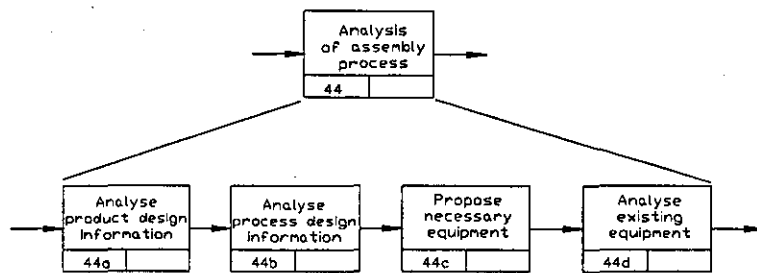 Analysis
of assembly
process
44
Analyse
product design
information
44a
Analyse
process design
information
44b
Propose
necessary
equipment
44c
Analyse
existing
equipment
44d